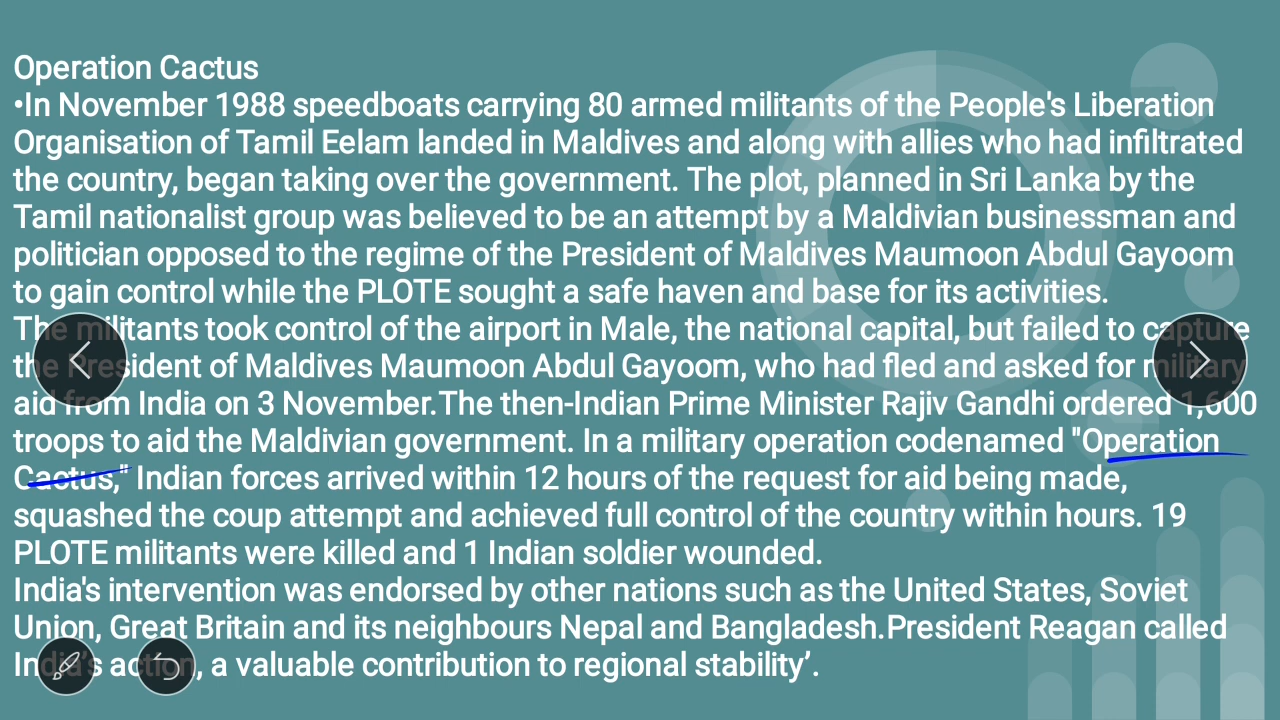 Operation Cactus
•In November 1988 speedboats carrying 80 armed militants of the People's Liberation
Organisation of Tamil Eelam landed in Maldives and along with allies who had infiltrated
the country, began taking over the government. The plot, planned in Sri Lanka by the
Tamil nationalist group was believed to be an attempt by a Maldivian businessman and
politician opposed to the regime of the President of Maldives Maumoon Abdul Gayoom
to gain control while the PLOTE sought a safe haven and base for its activities.
The militants took control of the airport in Male, the national capital, but failed to capture
the President of Maldives Maumoon Abdul Gayoom, who had fled and asked for military
aid from India on 3 November.The then-Indian Prime Minister Rajiv Gandhi ordered 1,600
troops to aid the Maldivian government. In a military operation codenamed "Operation
Cactus," Indian forces arrived within 12 hours of the request for aid being made,
squashed the coup attempt and achieved full control of the country within hours. 19
PLOTE militants were killed and 1 Indian soldier wounded.
India's intervention was endorsed by other nations such as the United States, Soviet
Union, Great Britain and its neighbours Nepal and Bangladesh.President Reagan called
India's action, a valuable contribution to regional stability’.